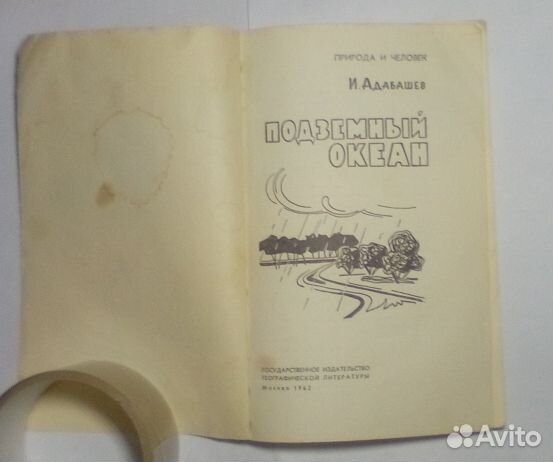 ПРИРОДА И ЧЕЛОВЕК
И. АДАБАШЕВ
ПОДЗЕМНЫЙ
ОКЕАН
ГОСУДАРСТВЕННОЕ ИЗДАТЕЛЬСТВО
ГЕОГРАФИЧЕСКОЙ ЛИТЕРАТУРЫ
Москва 1962
Avito